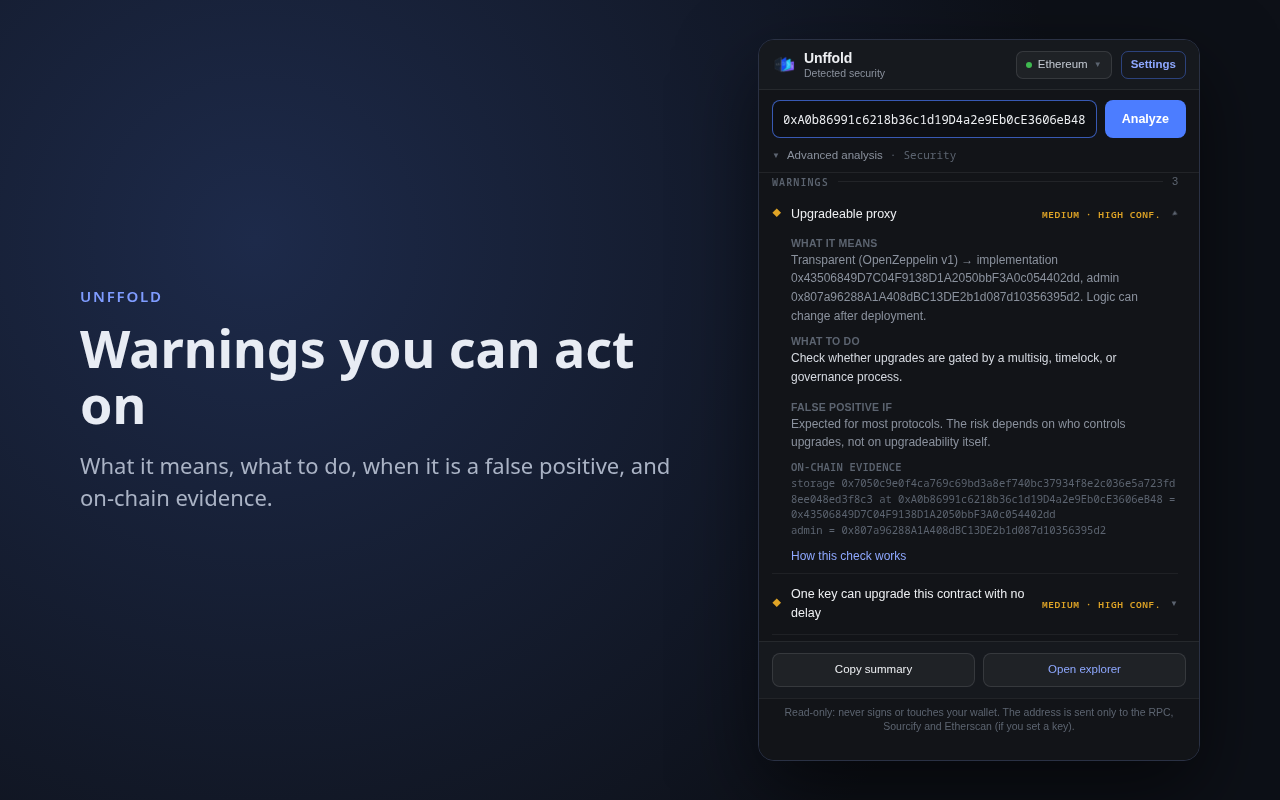 UNFFOLD
Warnings you can act
on
What it means, what to do, when it is a false positive, and
on-chain evidence.
Unffold
Detected security
Ethereum
Settings
0xA0b86991c6218b36c1d19D4a2e9Eb0cE3606eB48
Analyze
Advanced analysis · Security
WARNINGS 3
Upgradeable proxy MEDIUM · HIGH CONF.
WHAT IT MEANS
Transparent (OpenZeppelin v1) → implementation
0x43506849D7C04F9138D1A2050bbF3A0c054402dd, admin
0x807a96288A1A408dBC13DE2b1d087d10356395d2. Logic can
change after deployment.
WHAT TO DO
Check whether upgrades are gated by a multisig, timelock, or
governance process.
FALSE POSITIVE IF
Expected for most protocols. The risk depends on who controls
upgrades, not on upgradeability itself.
ON-CHAIN EVIDENCE
storage 0x7050c9e0f4ca769c69bd3a8ef740bc37934f8e2c036e5a723fd
8ee048ed3f8c3 at 0xA0b86991c6218b36c1d19D4a2e9Eb0cE3606eB48 =
0x43506849D7C04F9138D1A2050bbF3A0c054402dd
admin = 0x807a96288A1A408dBC13DE2b1d087d10356395d2
How this check works
One key can upgrade this contract with no
delay
MEDIUM · HIGH CONF.
Copy summary
Open explorer
Read-only: never signs or touches your wallet. The address is sent only to the RPC,
Sourcify and Etherscan (if you set a key).